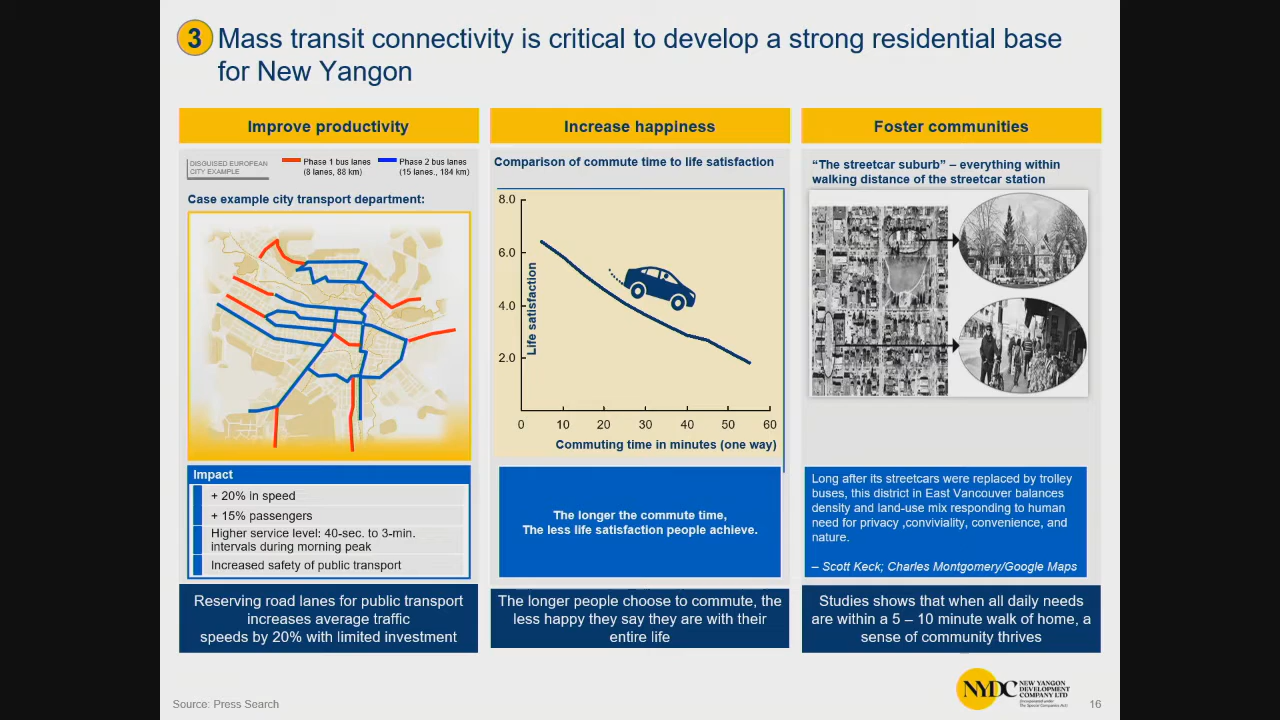 3 Mass transit connectivity is critical to develop a strong residential base
for New Yangon
Improve productivity
DISGUISED EUROPEAN
CITY EXAMPLE
Phase 1 bus lanes
(8 lanes, 88 km)
Phase 2 bus lanes
(15 lanes., 184 km)
Case example city transport department:
Impact
+ 20% in speed
+ 15% passengers
Higher service level: 40-sec. to 3-min.
intervals during morning peak
Increased safety of public transport
Reserving road lanes for public transport
increases average traffic
speeds by 20% with limited investment
Increase happiness
Comparison of commute time to life satisfaction
8.0
6.0
4.0
2.0
Life satisfaction
0 10 20 30 40 50 60
Commuting time in minutes (one way)
The longer the commute time,
The less life satisfaction people achieve.
The longer people choose to commute, the
less happy they say they are with their
entire life
Foster communities
“The streetcar suburb” – everything within
walking distance of the streetcar station
Long after its streetcars were replaced by trolley
buses, this district in East Vancouver balances
density and land-use mix responding to human
need for privacy ,conviviality, convenience, and
nature.
– Scott Keck; Charles Montgomery/Google Maps
Studies shows that when all daily needs
are within a 5 – 10 minute walk of home, a
sense of community thrives
Source: Press Search
NYDC
NEW YANGON
DEVELOPMENT
COMPANY LTD
16